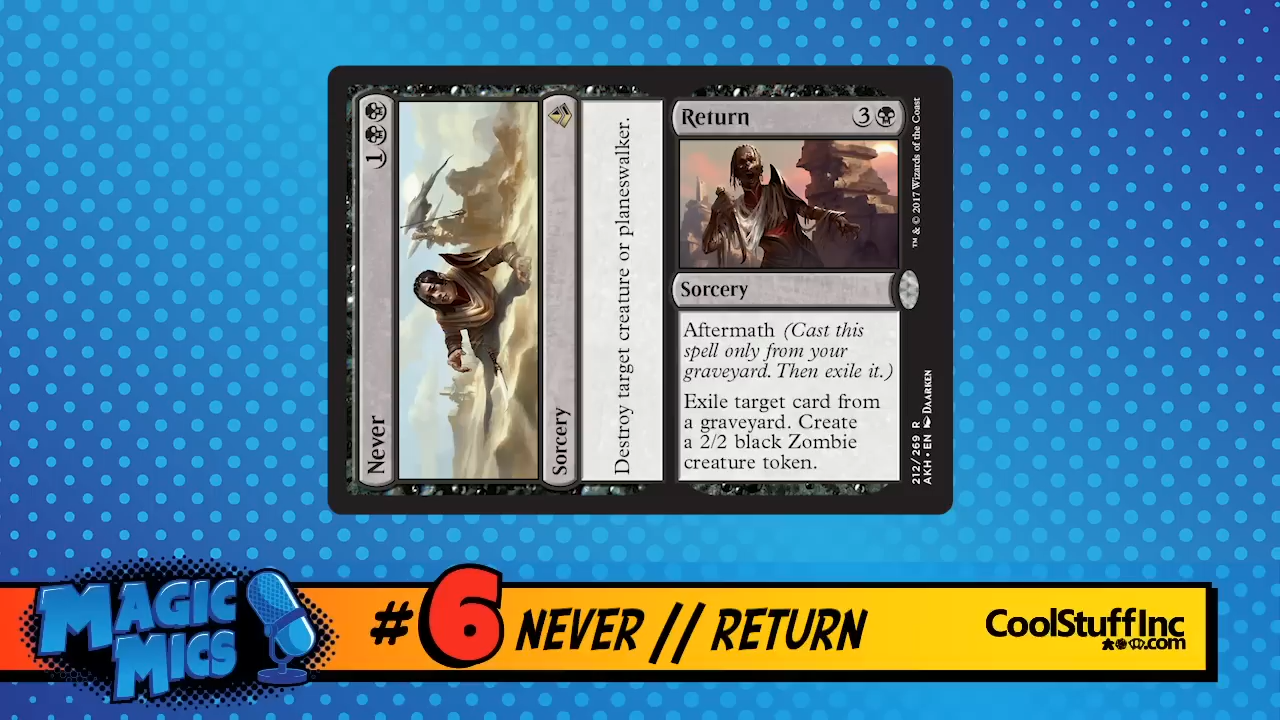 Never
1
Sorcery
Destroy target creature or planeswalker.
Return
3
Sorcery
Aftermath (Cast this
spell only from your
graveyard. Then exile it.)
Exile target card from
a graveyard. Create
a 2/2 black Zombie
creature token.
™ & © 2017 Wizards of the Coast
212/269 R
AKH • EN DAARKEN
MAGIC
MICS
#6 NEVER // RETURN
CoolStuffInc
.com